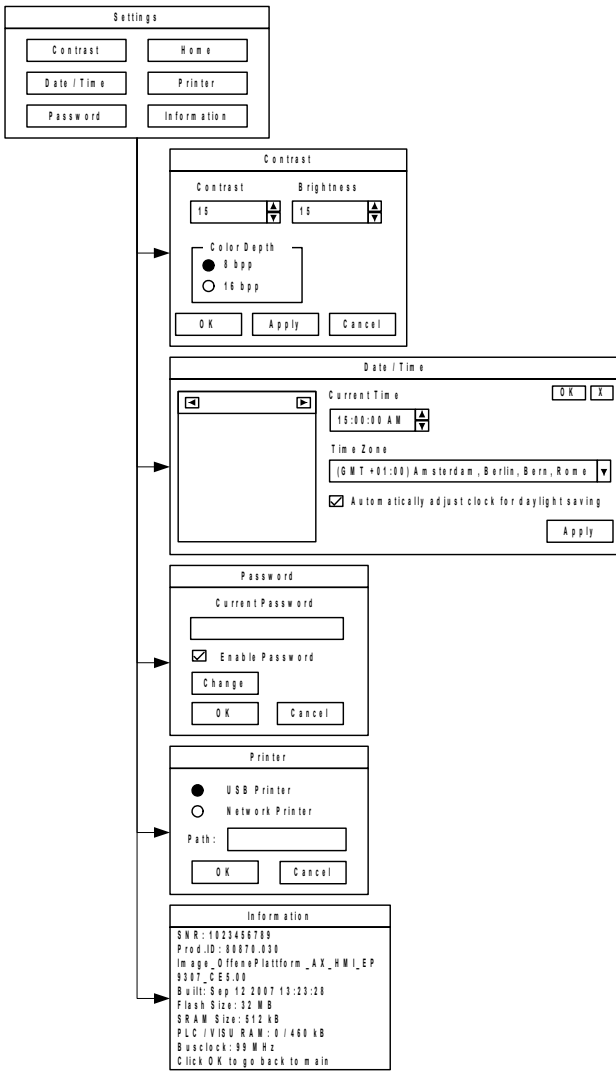 Settings
Contrast Home
Date / Time Printer
Password Information
Contrast
Contrast Brightness
15 15
Color Depth
8 bpp
16 bpp
OK Apply Cancel
Date / Time
Current Time OK X
15:00:00 AM
Time Zone
(GMT +01:00) Amsterdam, Berlin, Bern, Rome
Automatically adjust clock for daylight saving
Apply
Password
Current Password
Enable Password
Change
OK Cancel
Printer
USB Printer
Network Printer
Path:
OK Cancel
Information
SNR: 1023456789
Prod.ID: 80870.030
Image_OffenePlattform_AX_HMI_EP
9307_CE5.00
Built: Sep 12 2007 13:23:28
Flash Size: 32 MB
SRAM Size: 512 kB
PLC / VISU RAM: 0 / 460 kB
Busclock: 99 MHz
Click OK to go back to main